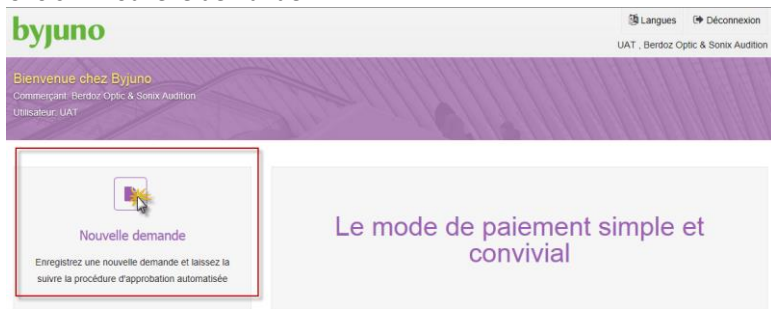 byjuno
Langues Déconnexion
UAT , Berdoz Optic & Sonix Audition
Bienvenue chez Byjuno
Commerçant: Berdoz Optic & Sonix Audition
Utilisateur: UAT
Nouvelle demande
Enregistrez une nouvelle demande et laissez la
suivre la procédure d'approbation automatisée
Le mode de paiement simple et
convivial